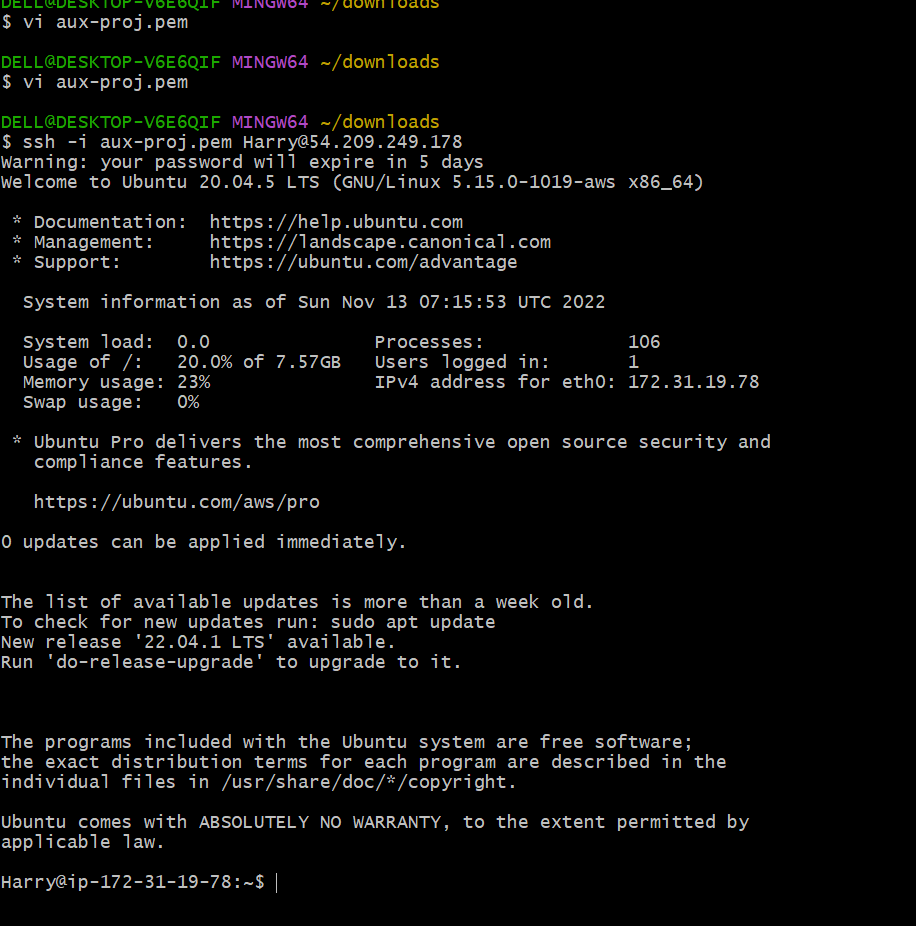 DELL@DESKTOP-V6E6QIF MINGW64 ~/downloads
$ vi aux-proj.pem
DELL@DESKTOP-V6E6QIF MINGW64 ~/downloads
$ vi aux-proj.pem
DELL@DESKTOP-V6E6QIF MINGW64 ~/downloads
$ ssh -i aux-proj.pem Harry@54.209.249.178
Warning: your password will expire in 5 days
Welcome to Ubuntu 20.04.5 LTS (GNU/Linux 5.15.0-1019-aws x86_64)
* Documentation:  https://help.ubuntu.com
* Management:     https://landscape.canonical.com
* Support:        https://ubuntu.com/advantage
System information as of Sun Nov 13 07:15:53 UTC 2022
System load:  0.0               Processes:             106
Usage of /:   20.0% of 7.57GB   Users logged in:       1
Memory usage: 23%               IPv4 address for eth0: 172.31.19.78
Swap usage:   0%
* Ubuntu Pro delivers the most comprehensive open source security and
compliance features.
https://ubuntu.com/aws/pro
0 updates can be applied immediately.
The list of available updates is more than a week old.
To check for new updates run: sudo apt update
New release '22.04.1 LTS' available.
Run 'do-release-upgrade' to upgrade to it.
The programs included with the Ubuntu system are free software;
the exact distribution terms for each program are described in the
individual files in /usr/share/doc/*/copyright.
Ubuntu comes with ABSOLUTELY NO WARRANTY, to the extent permitted by
applicable law.
Harry@ip-172-31-19-78:~$